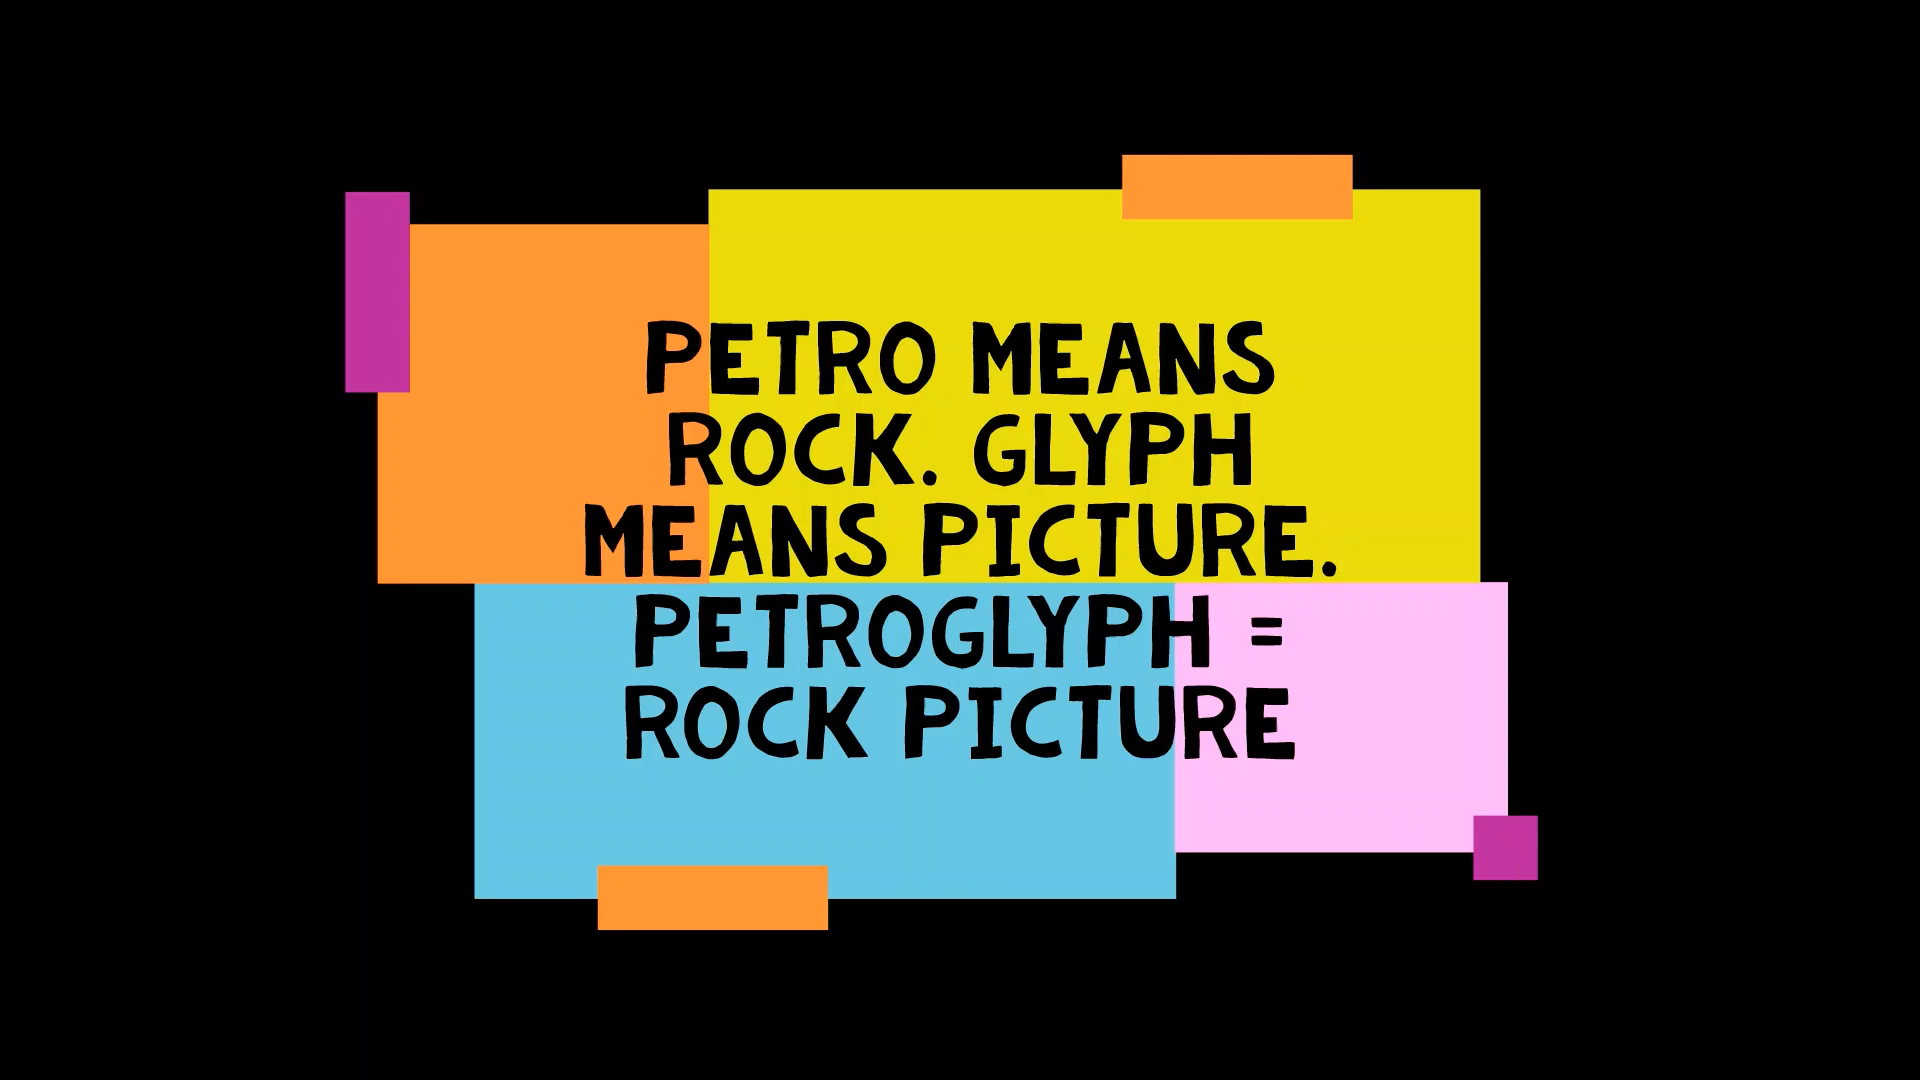 PETRO MEANS
ROCK. GLYPH
MEANS PICTURE.
PETROGLYPH =
ROCK PICTURE